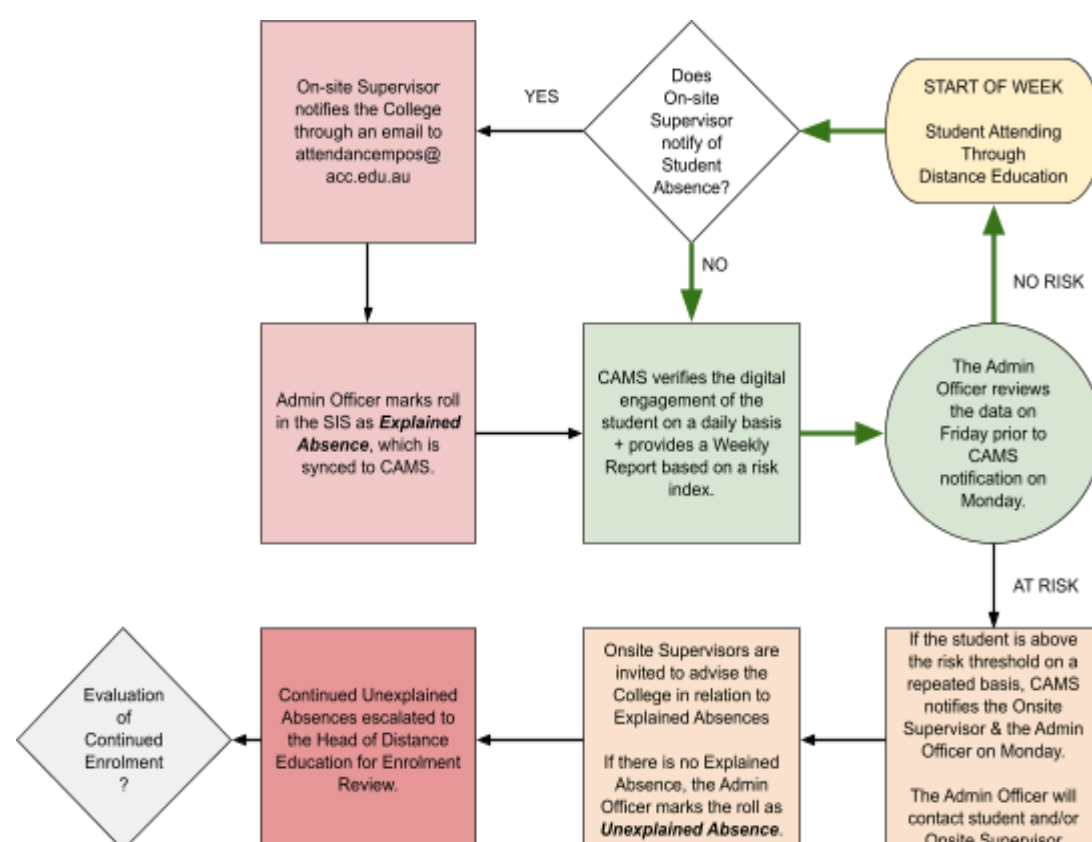 START OF WEEK
Student Attending
Through
Distance Education
Does
On-site
Supervisor
notify of
Student
Absence?
YES
On-site Supervisor
notifies the College
through an email to
attendancempos@
acc.edu.au
NO
NO RISK
Admin Officer marks roll
in the SIS as Explained
Absence, which is
synced to CAMS.
CAMS verifies the digital
engagement of the
student on a daily basis
+ provides a Weekly
Report based on a risk
index.
The Admin
Officer reviews
the data on
Friday prior to
CAMS
notification on
Monday.
AT RISK
If the student is above
the risk threshold on a
repeated basis, CAMS
notifies the Onsite
Supervisor & the Admin
Officer on Monday.
The Admin Officer will
contact student and/or
Onsite Supervisor
Onsite Supervisors are
invited to advise the
College in relation to
Explained Absences
If there is no Explained
Absence, the Admin
Officer marks the roll as
Unexplained Absence.
Continued Unexplained
Absences escalated to
the Head of Distance
Education for Enrolment
Review.
Evaluation
of
Continued
Enrolment
?